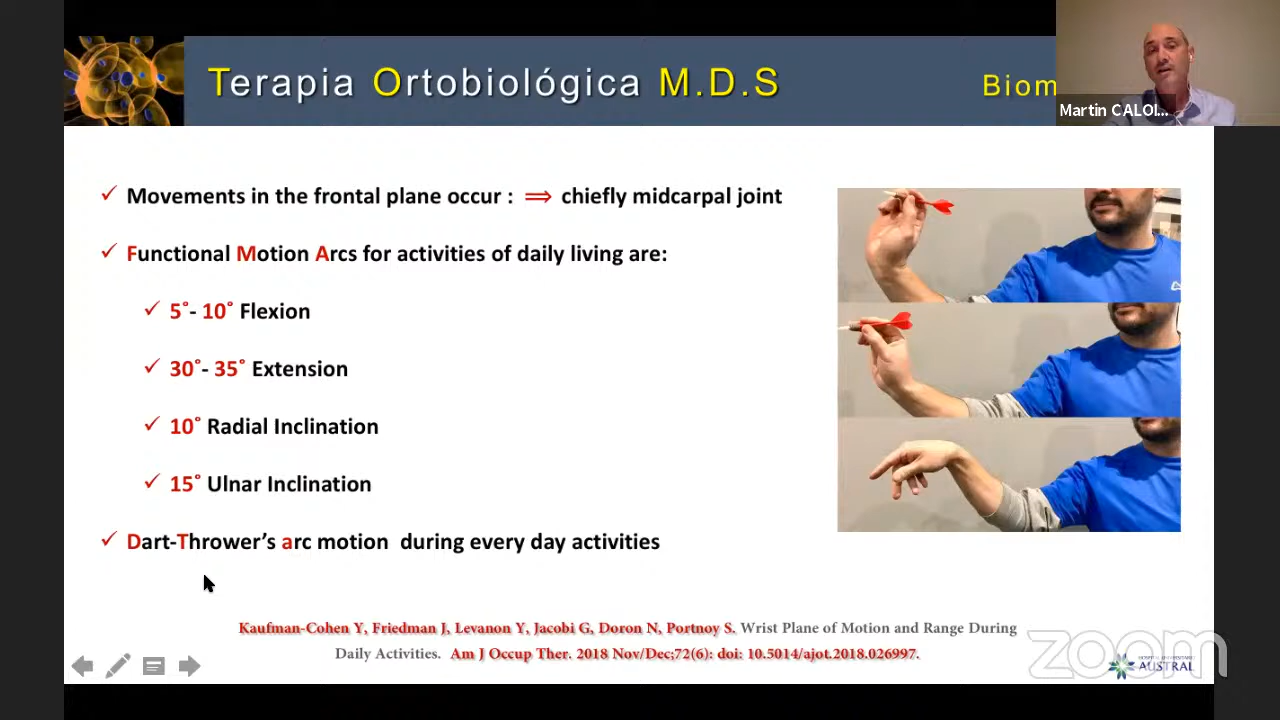 Terapia Ortobiológica M.D.S
Biom
Martin CALOI...
Movements in the frontal plane occur : ⟹ chiefly midcarpal joint
Functional Motion Arcs for activities of daily living are:
5˚- 10˚ Flexion
30˚- 35˚ Extension
10˚ Radial Inclination
15˚ Ulnar Inclination
Dart-Thrower’s arc motion during every day activities
Kaufman-Cohen Y, Friedman J, Levanon Y, Jacobi G, Doron N, Portnoy S. Wrist Plane of Motion and Range During
Daily Activities. Am J Occup Ther. 2018 Nov/Dec;72(6): doi: 10.5014/ajot.2018.026997.
zoom
HOSPITAL UNIVERSITARIO
AUSTRAL